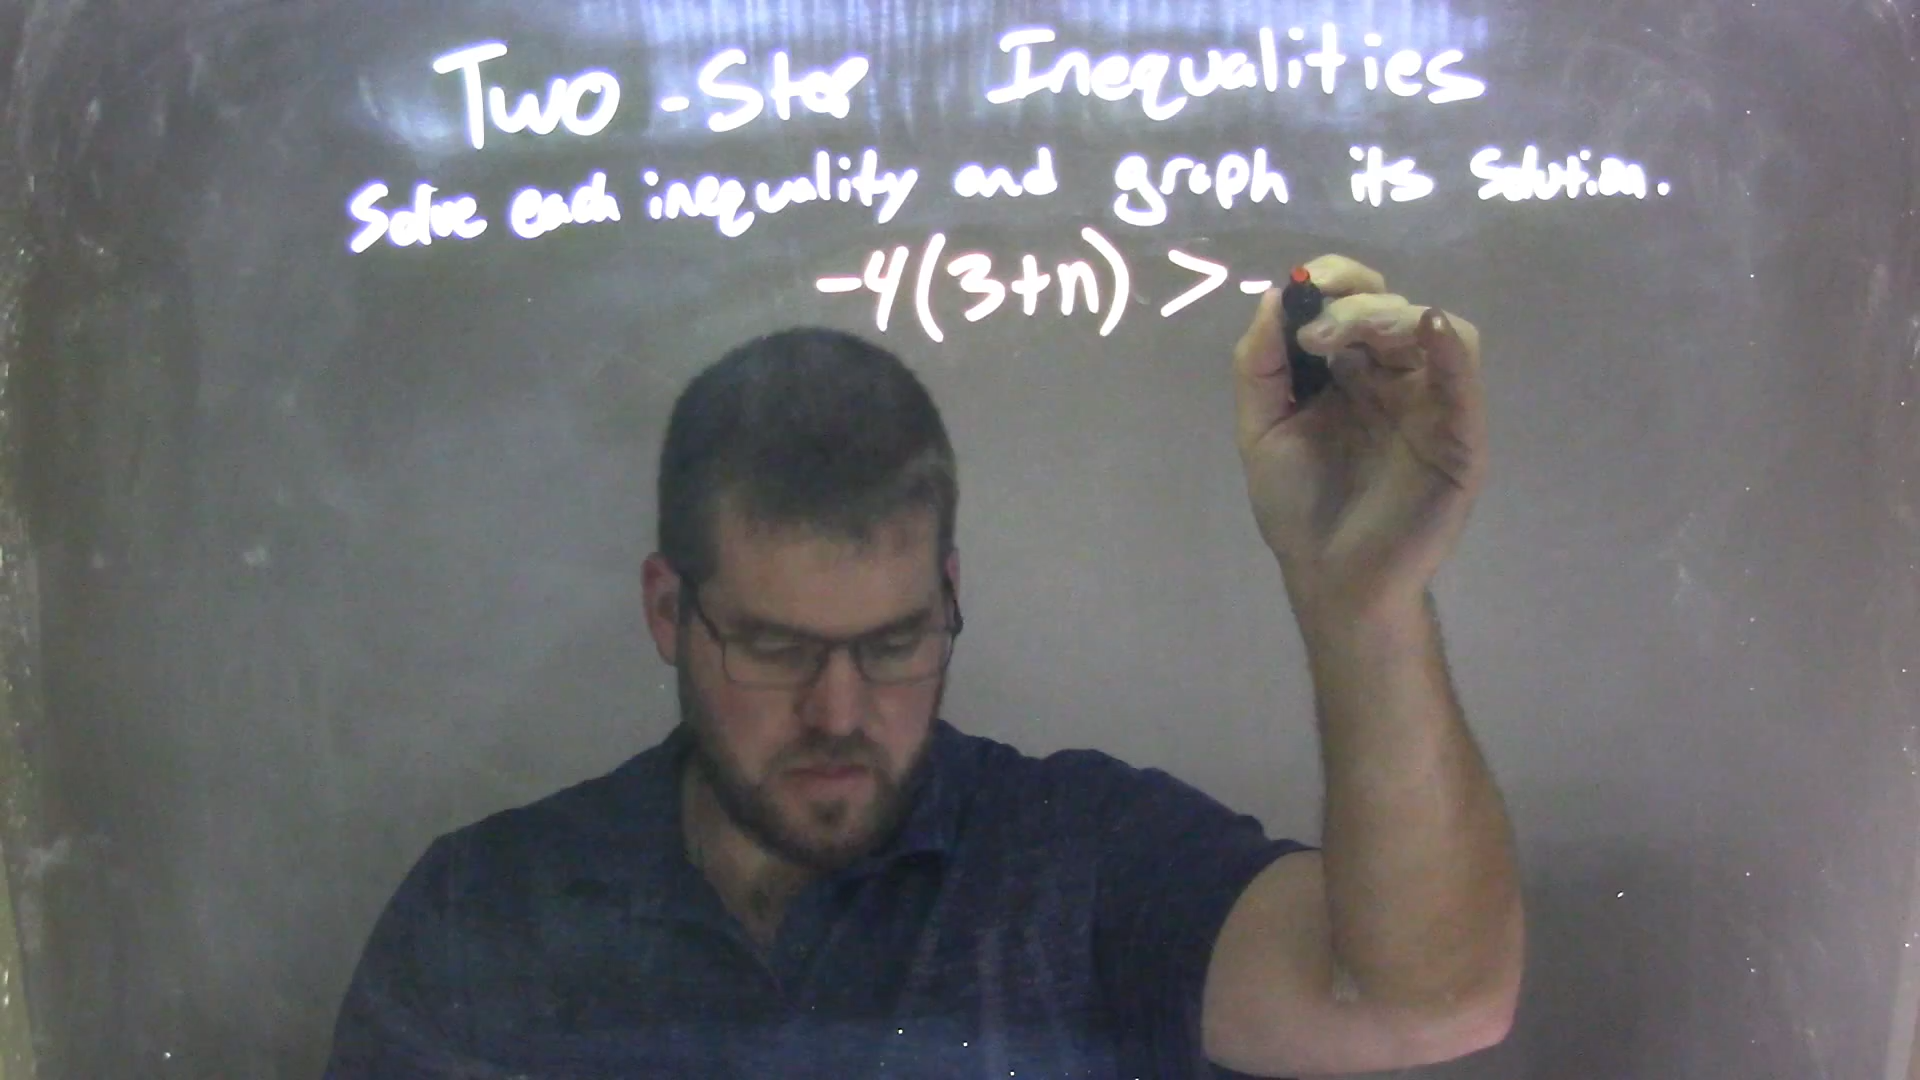 Two-Step Inequalities
Solve each inequality and graph its solution.
-4(3+n) > -